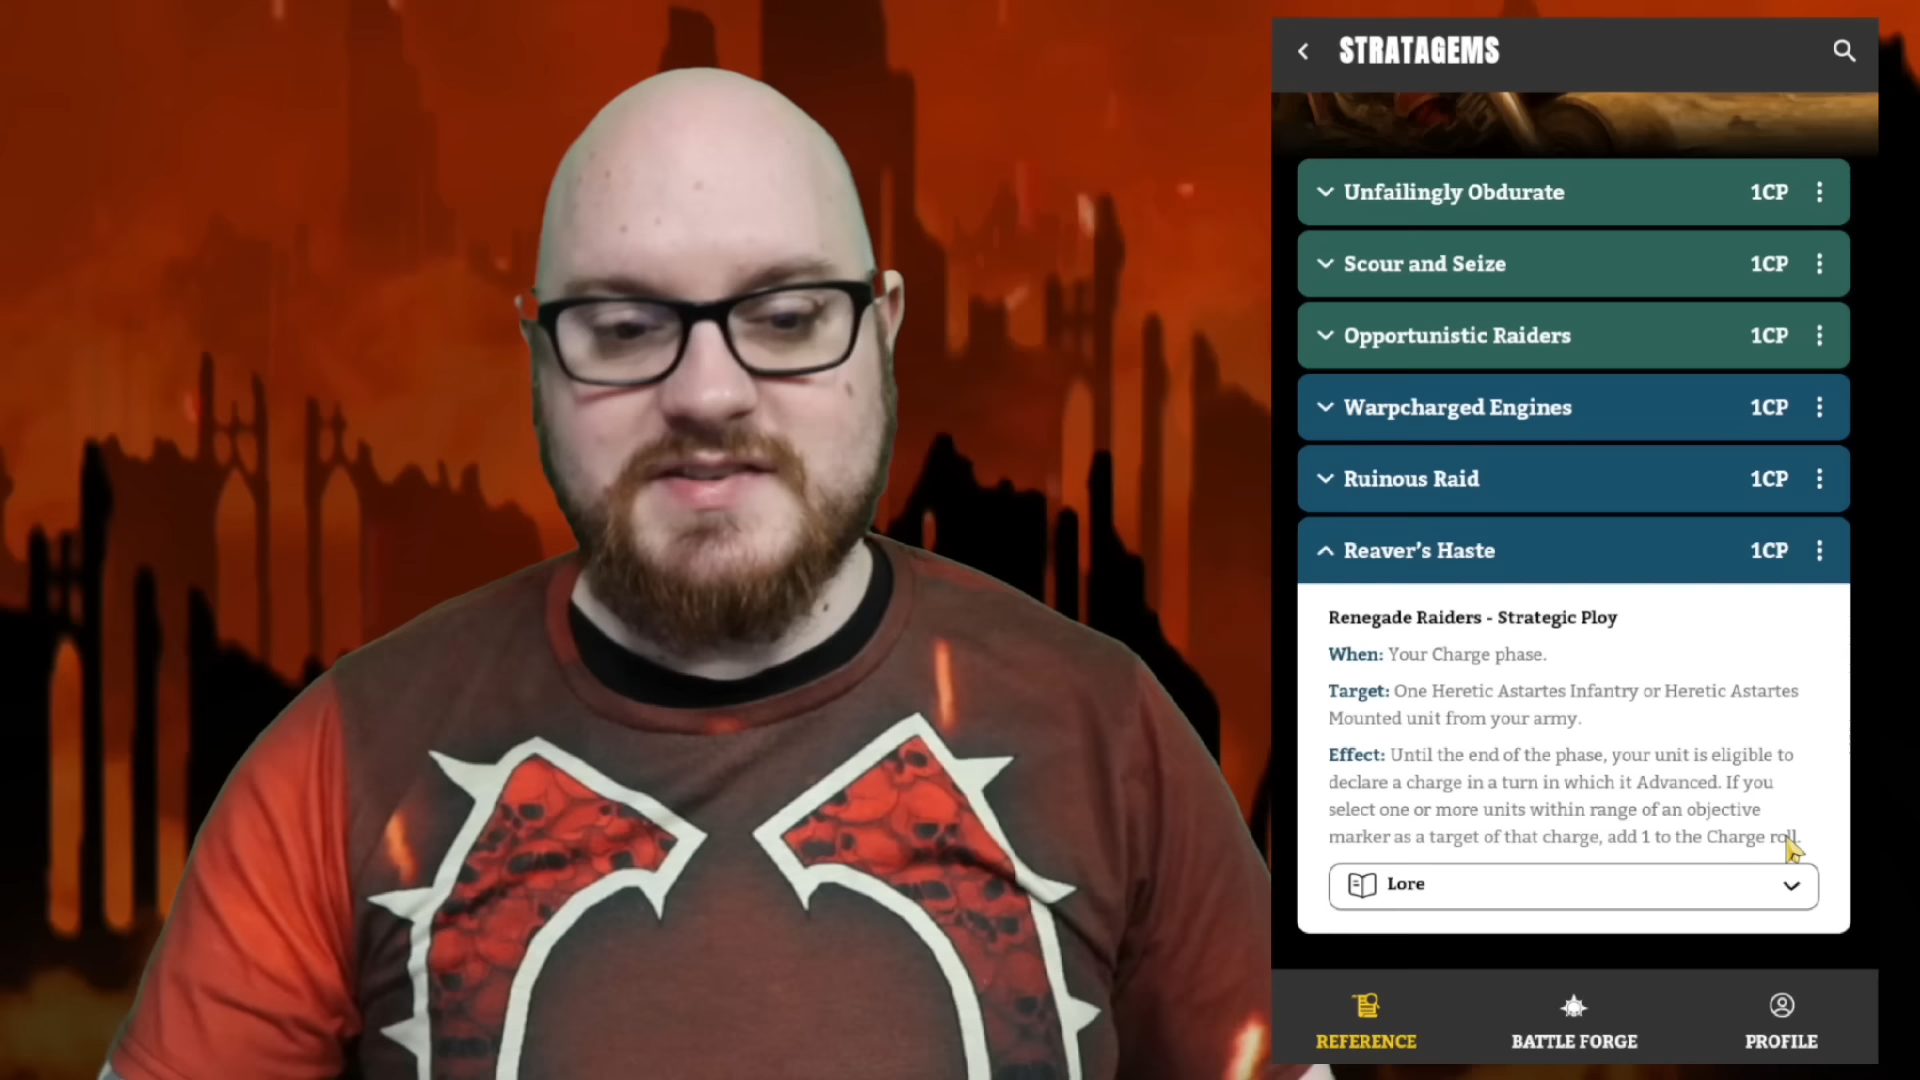 STRATAGEMS
Unfailingly Obdurate 1CP
Scour and Seize 1CP
Opportunistic Raiders 1CP
Warpcharged Engines 1CP
Ruinous Raid 1CP
Reaver's Haste 1CP
Renegade Raiders - Strategic Ploy
When: Your Charge phase.
Target: One Heretic Astartes Infantry or Heretic Astartes
Mounted unit from your army.
Effect: Until the end of the phase, your unit is eligible to
declare a charge in a turn in which it Advanced. If you
select one or more units within range of an objective
marker as a target of that charge, add 1 to the Charge roll.
Lore
REFERENCE BATTLE FORGE PROFILE